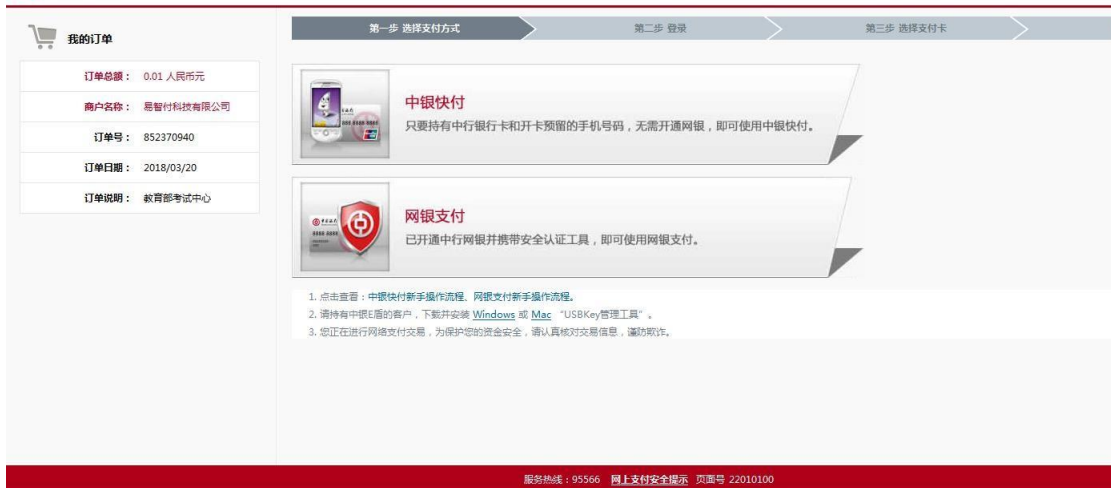 我的订单
订单总额： 0.01 人民币元
商户名称： 易智付科技有限公司
订单号： 852370940
订单日期： 2018/03/20
订单说明： 教育部考试中心
第一步 选择支付方式
第二步 登录
第三步 选择支付卡
中银快付
只要持有中行银行卡和开卡预留的手机号码，无需开通网银，即可使用中银快付。
网银支付
已开通中行网银并携带安全认证工具，即可使用网银支付。
1. 点击查看：中银快付新手操作流程、网银支付新手操作流程。
2. 请持有中银E盾的客户，下载并安装 Windows 或 Mac “USBKey管理工具”。
3. 您正在进行网络支付交易，为保护您的资金安全，请认真核对交易信息，谨防欺诈。
服务热线：95566 网上支付安全提示 页面号 22010100